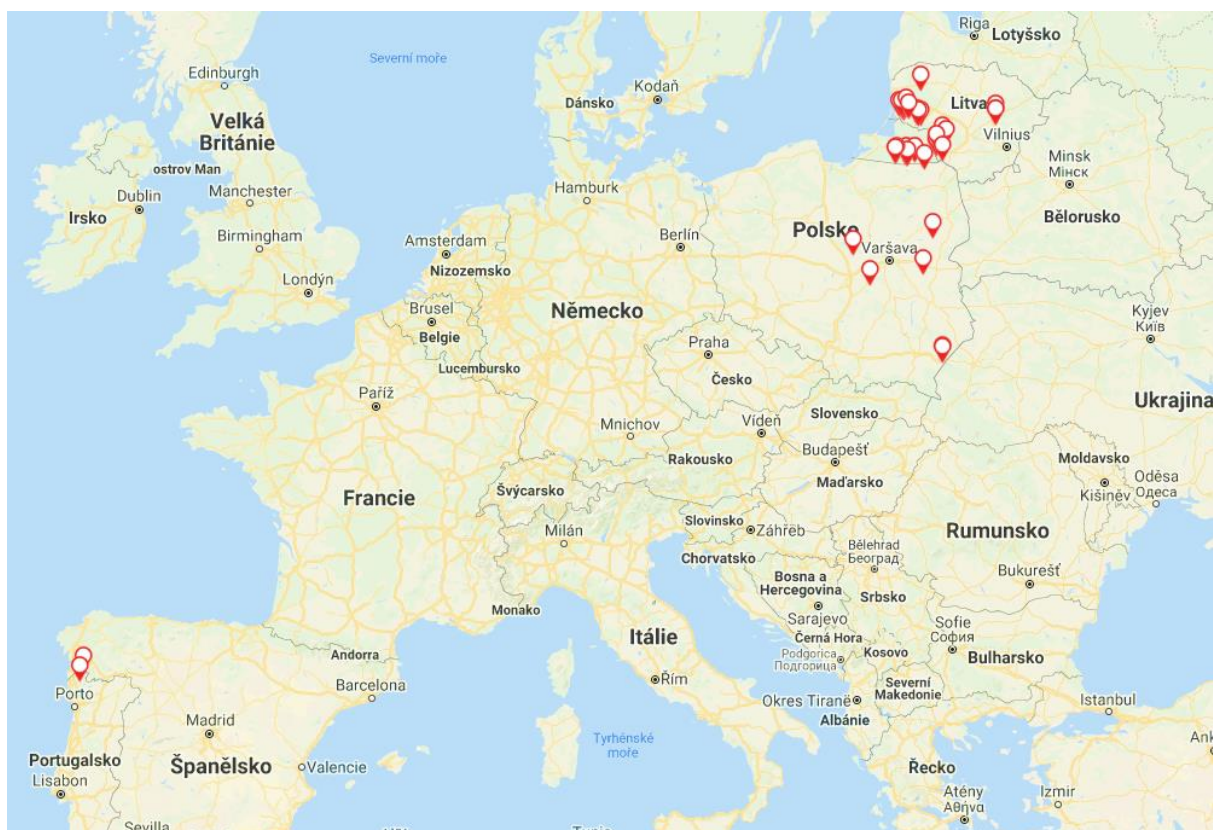 Riga
Lotyšsko
Edinburgh
Severní moře
Kodaň
Dánsko
Litva
Velká
Británie
Vilnius
ostrov Man
Minsk
Мінск
Dublin
Manchester
Hamburk
Irsko
Birmingham
Bělorusko
Amsterdam
Berlín
Polsko
Varšava
Nizozemsko
Londýn
Brusel
Německo
Belgie
Kyjev
Київ
Praha
Lucembursko
Česko
Paříž
Ukrajina
Slovensko
Mnichov
Vídeň
Rakousko
Budapešť
Maďarsko
Moldavsko
Oděsa
Одеса
Kišiněv
Švýcarsko
Francie
Slovinsko
Záhřeb
Milán
Rumunsko
Chorvatsko
Bělehrad
Београд
Bosna a
Hercegovina
Bukurešť
Srbsko
Monako
Sarajevo
Itálie
Černá Hora
Sofie
София
Andorra
Podgorica
Подгорица
Kosovo
Bulharsko
Řím
Severní
Makedonie
Porto
Barcelona
Okres Tiranë
Istanbul
Albánie
Madrid
Tyrhénské
moře
Ank
Portugalsko
Španělsko
Valencie
Řecko
Lisabon
Atény
Αθήνα
Izmir
Sevilla